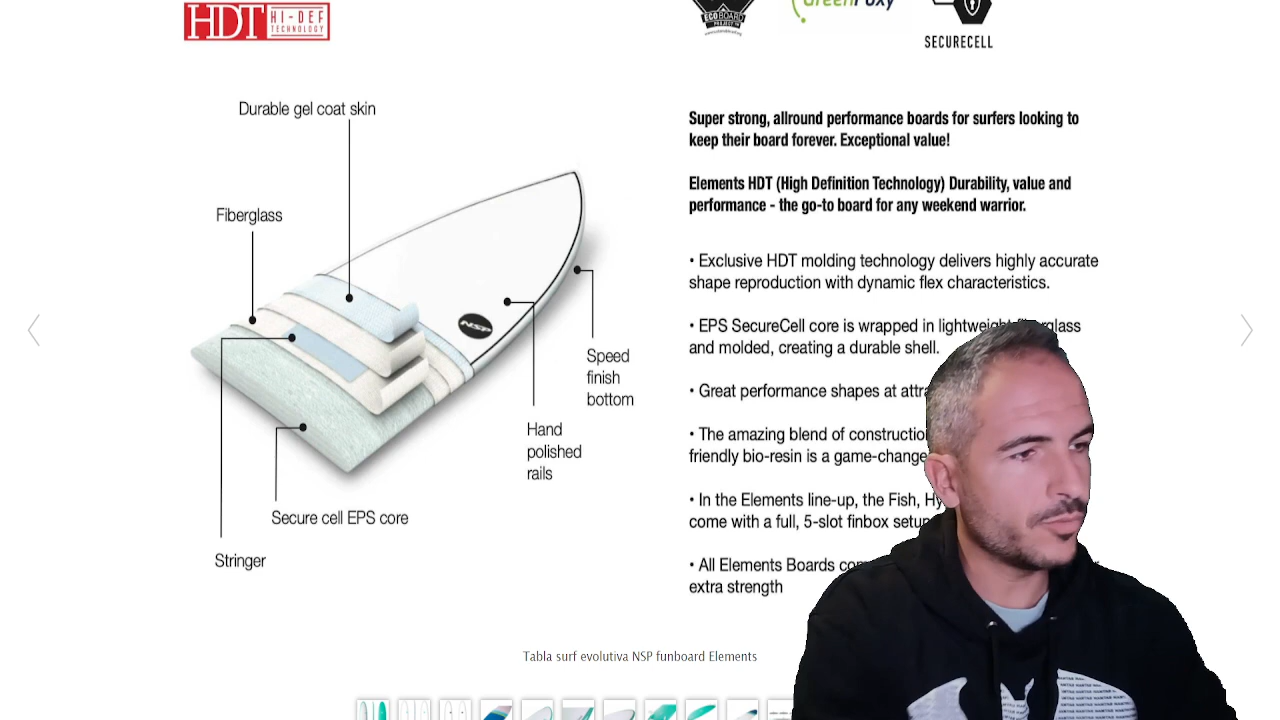 HDT HI-DEF
TECHNOLOGY
ECOBOARD
PROJECT
GreenPoxy
SECURECELL
Durable gel coat skin
Fiberglass
NSP
Speed
finish
bottom
Hand
polished
rails
Secure cell EPS core
Stringer
Super strong, allround performance boards for surfers looking to
keep their board forever. Exceptional value!
Elements HDT (High Definition Technology) Durability, value and
performance - the go-to board for any weekend warrior.
• Exclusive HDT molding technology delivers highly accurate
shape reproduction with dynamic flex characteristics.
• EPS SecureCell core is wrapped in lightweight fiberglass
and molded, creating a durable shell.
• Great performance shapes at
• The amazing blend of
friendly bio-resin is a
• In the Elements line-up, the Fish,
come with a full, 5-slot finbox
• All Elements Boards
extra strength
Tabla surf evolutiva NSP funboard Elements